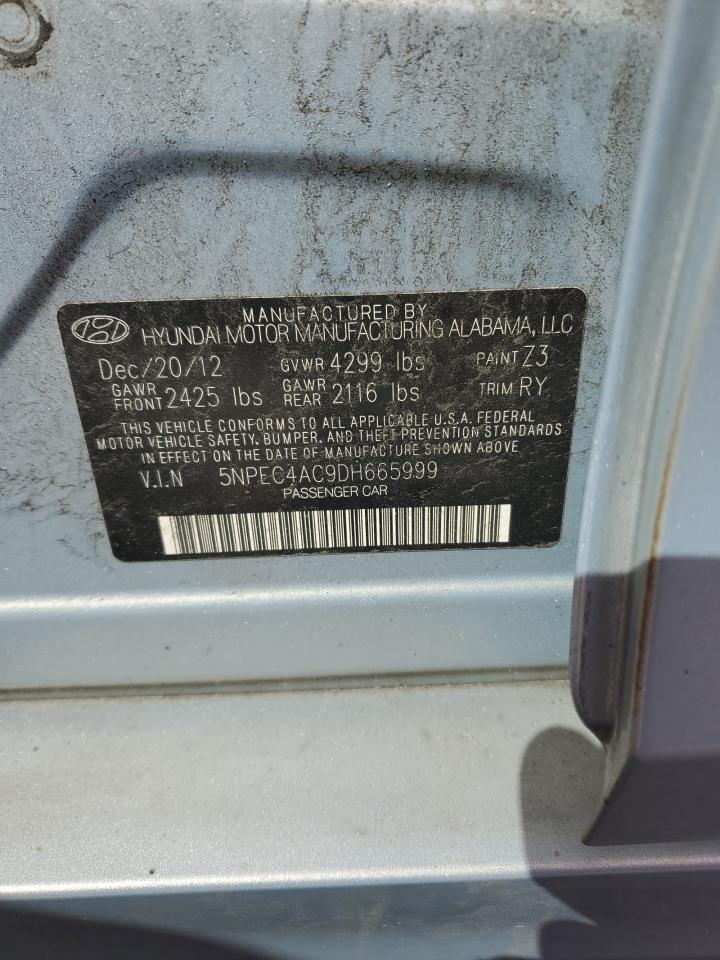 MANUFACTURED BY
HYUNDAI MOTOR MANUFACTURING ALABAMA, LLC
Dec/20/12 GVWR 4299 lbs PAINT Z3
GAWR FRONT 2425 lbs GAWR REAR 2116 lbs TRIM RY
THIS VEHICLE CONFORMS TO ALL APPLICABLE U.S.A. FEDERAL
MOTOR VEHICLE SAFETY, BUMPER, AND THEFT PREVENTION STANDARDS
IN EFFECT ON THE DATE OF MANUFACTURE SHOWN ABOVE
V.I.N 5NPEC4AC9DH665999
PASSENGER CAR